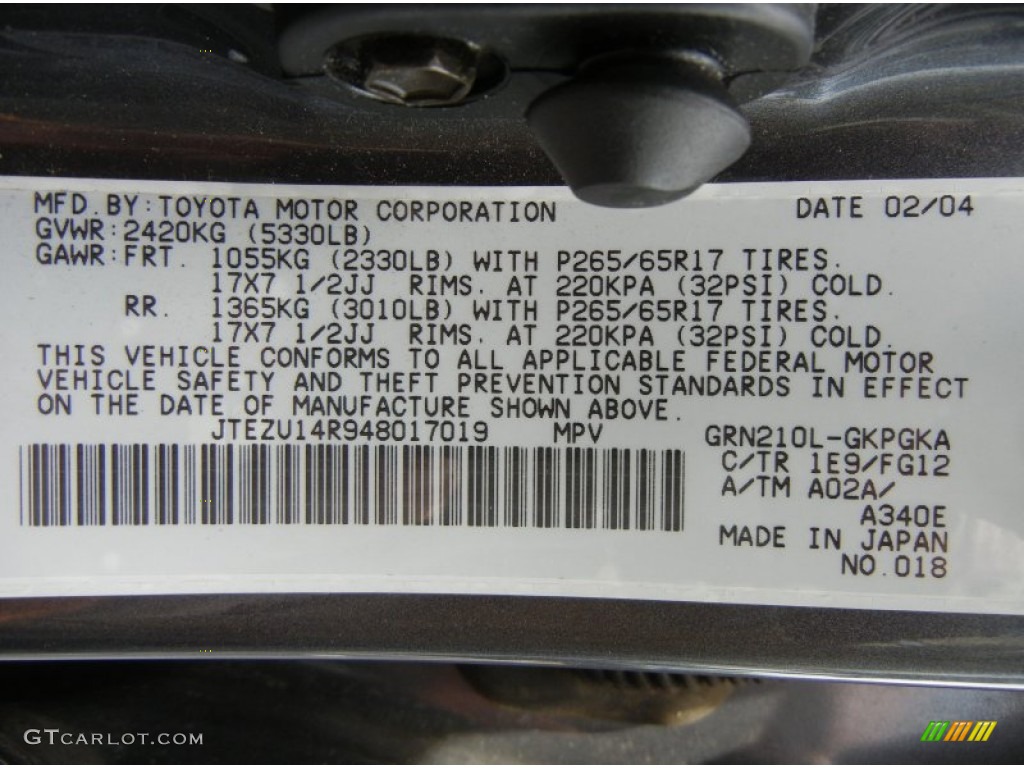 MFD.BY:TOYOTA MOTOR CORPORATION DATE 02/04
GVWR:2420KG (5330LB)
GAWR:FRT. 1055KG (2330LB) WITH P265/65R17 TIRES.
17X7 1/2JJ RIMS. AT 220KPA (32PSI) COLD.
RR. 1365KG (3010LB) WITH P265/65R17 TIRES.
17X7 1/2JJ RIMS. AT 220KPA (32PSI) COLD.
THIS VEHICLE CONFORMS TO ALL APPLICABLE FEDERAL MOTOR
VEHICLE SAFETY AND THEFT PREVENTION STANDARDS IN EFFECT
ON THE DATE OF MANUFACTURE SHOWN ABOVE.
JTEZU14R948017019 MPV GRN210L-GKPGKA
C/TR 1E9/FG12
A/TM A02A/
A340E
MADE IN JAPAN
NO.018
GTCARLOT.COM